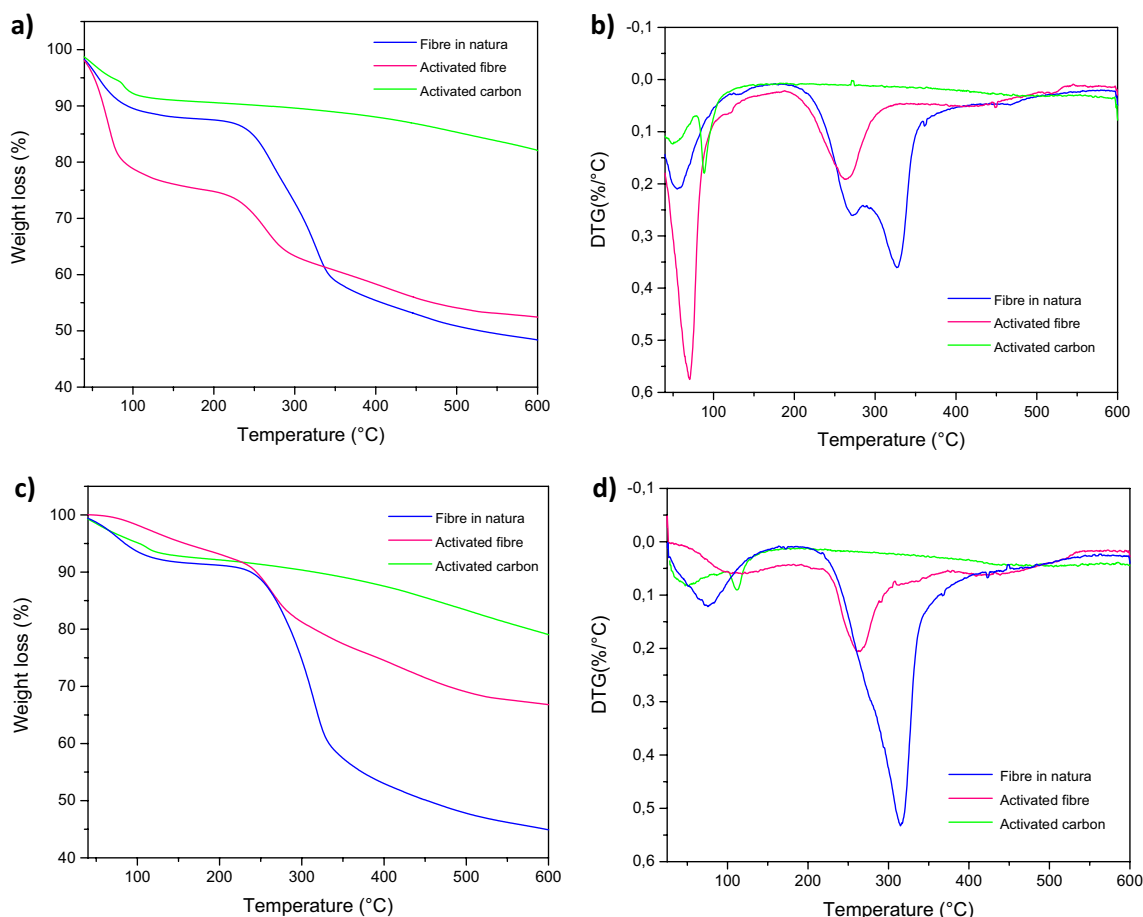 a)
Weight loss (%)
100
90
80
70
60
50
40
100
200
300
400
500
600
Temperature (°C)
Fibre in natura
Activated fibre
Activated carbon
b)
DTG(%/°C)
-0,1
0,0
0,1
0,2
0,3
0,4
0,5
0,6
100
200
300
400
500
600
Temperature (°C)
Fibre in natura
Activated fibre
Activated carbon
c)
Weight loss (%)
100
90
80
70
60
50
40
100
200
300
400
500
600
Temperature (°C)
Fibre in natura
Activated fibre
Activated carbon
d)
DTG(%/°C)
-0,1
0,0
0,1
0,2
0,3
0,4
0,5
0,6
100
200
300
400
500
600
Temperature (°C)
Fibre in natura
Activated fibre
Activated carbon